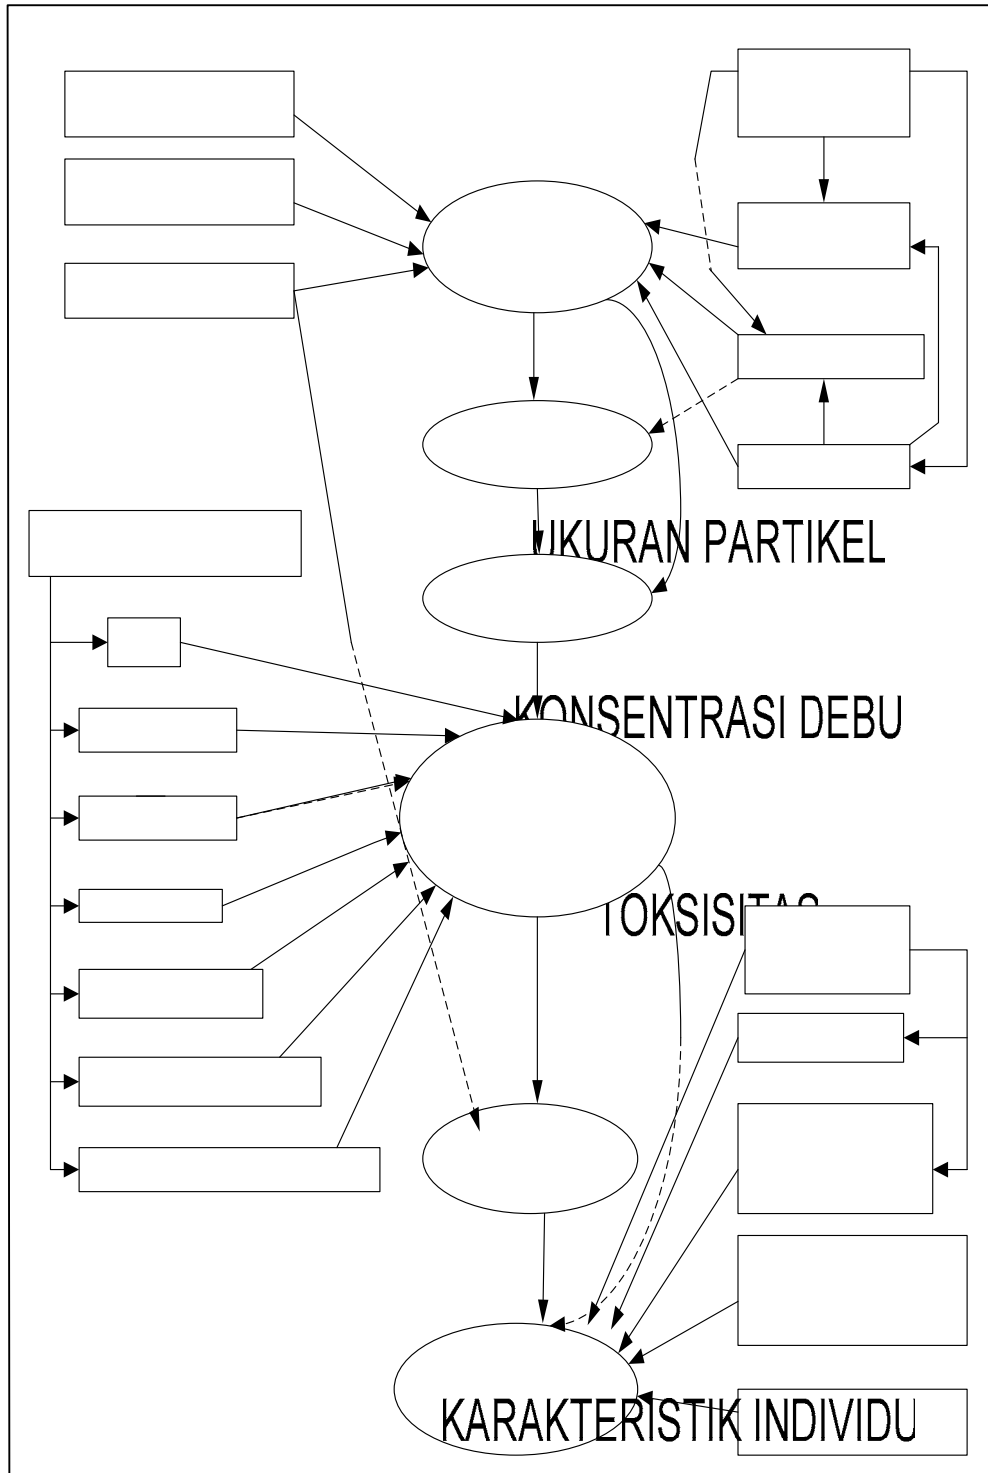 UKURAN PARTIKEL
KONSENTRASI DEBU
TOKSISITAS
KARAKTERISTIK INDIVIDU